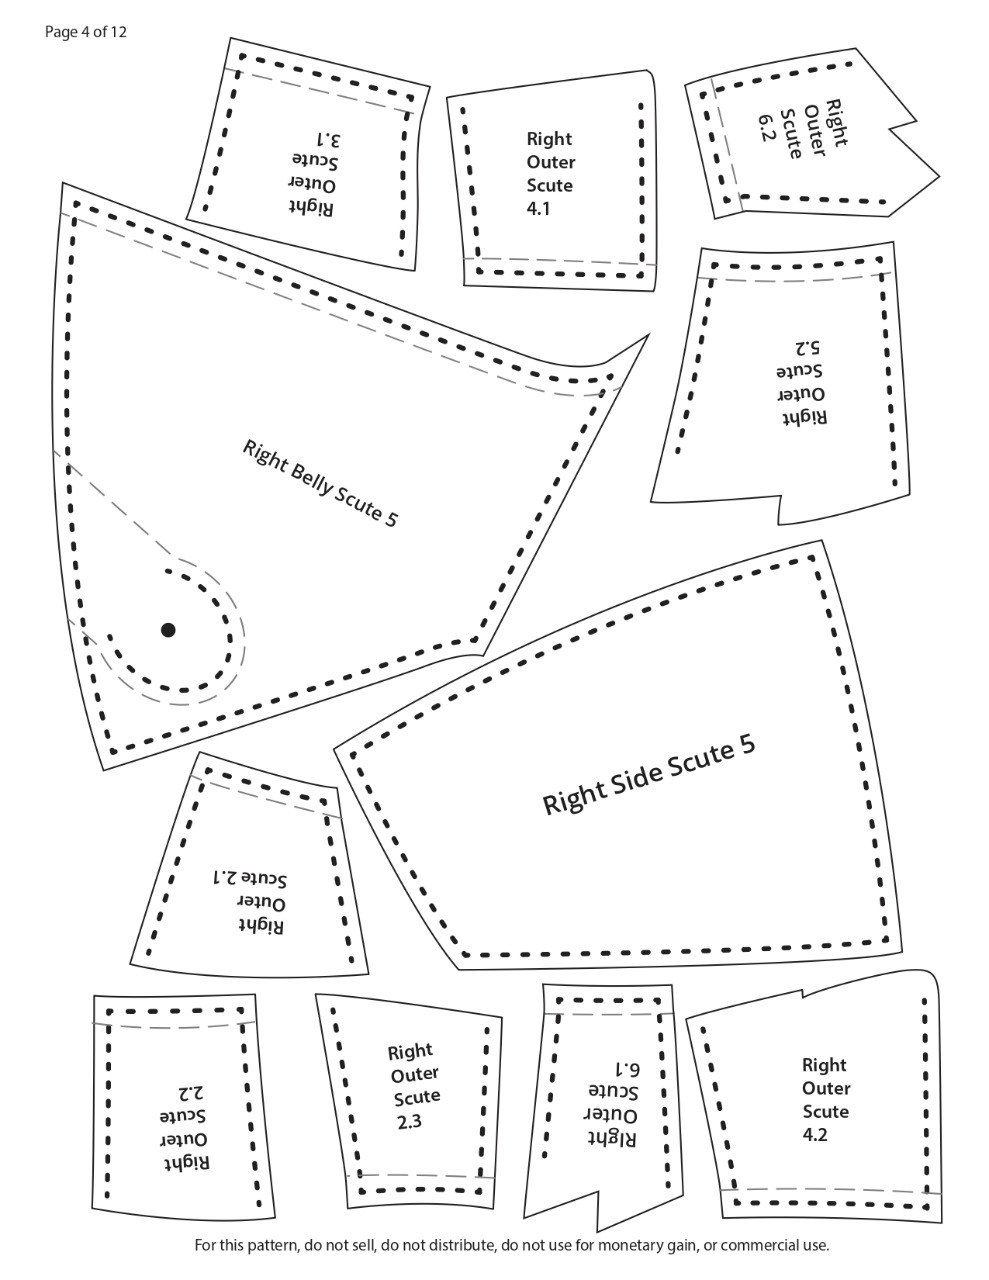 Page 4 of 12
Right
Outer
Scute
3.1
Right
Outer
Scute
4.1
Right
Outer
Scute
6.2
Right
Outer
Scute
5.2
Right Belly Scute 5
Right Side Scute 5
Right
Outer
Scute 2.1
Right
Outer
Scute
2.2
Right
Outer
Scute
2.3
Right
Outer
Scute
6.1
Right
Outer
Scute
4.2
For this pattern, do not sell, do not distribute, do not use for monetary gain, or commercial use.